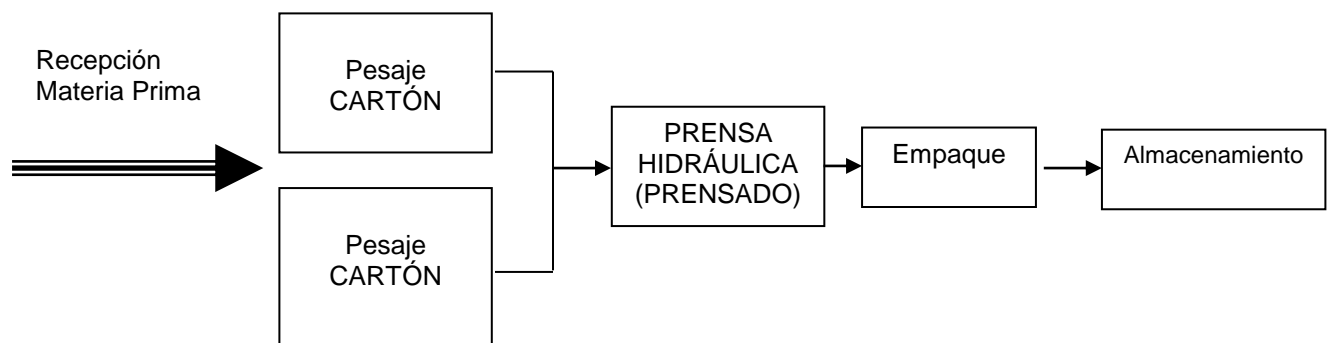 Recepción
Materia Prima
Pesaje
CARTÓN
Pesaje
CARTÓN
PRENSA
HIDRÁULICA
(PRENSADO)
Empaque
Almacenamiento